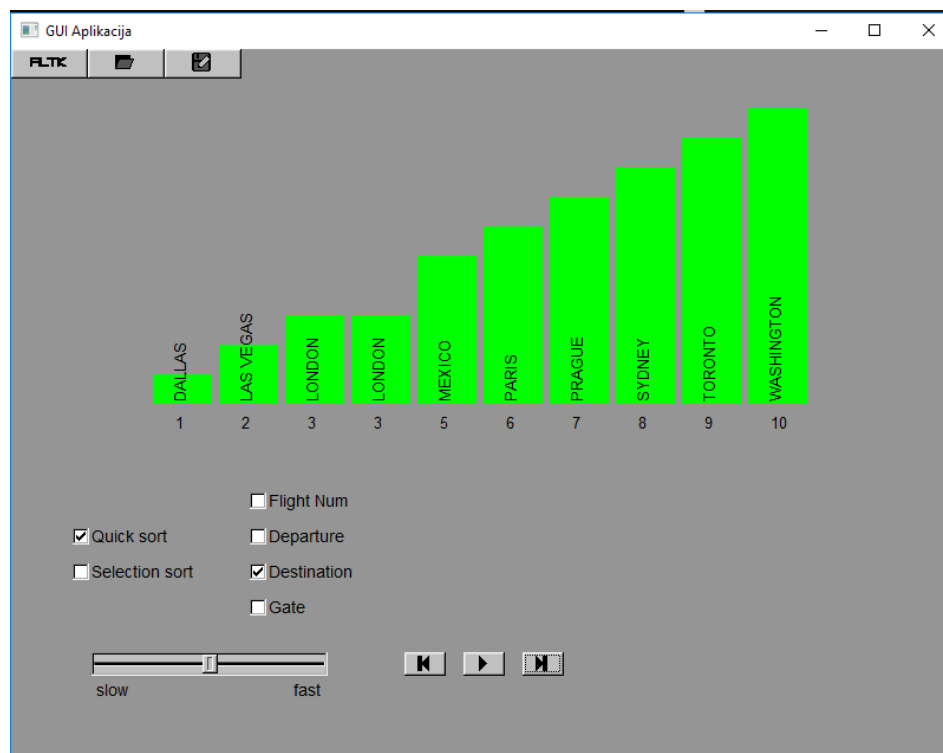 GUI Aplikacija
FLTK
DALLAS
LAS VEGAS
LONDON
LONDON
MEXICO
PARIS
PRAGUE
SYDNEY
TORONTO
WASHINGTON
1 2 3 3 5 6 7 8 9 10
Flight Num
Quick sort Departure
Selection sort Destination
Gate
slow fast